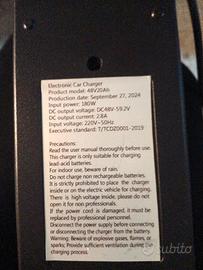 Electronic Car Charger
Product model: 48V20Ah
Production date: September 27, 2024
Input power: 180W
DC output voltage: DC48V-59.2V
DC output current: 2.8A
Input voltage: 220V~50Hz
Executive standard: T/TCDZ0001-2019
Precautions:
Read the user manual thoroughly before use.
This charger is only suitable for charging
lead-acid batteries.
For indoor use, beware of rain.
Do not charge non rechargeable batteries.
It is strictly prohibited to place the charger
inside or on the electric vehicle for charging.
There is high voltage inside, please do not
open it for non professionals.
If the power cord is damaged, it must be
replaced by professional personnel.
Disconnect the power supply before connecting
or disconnecting the charger from the battery.
Warning: Beware of explosive gases, flames, or
sparks; Provide sufficient ventilation during the
charging process.
subito